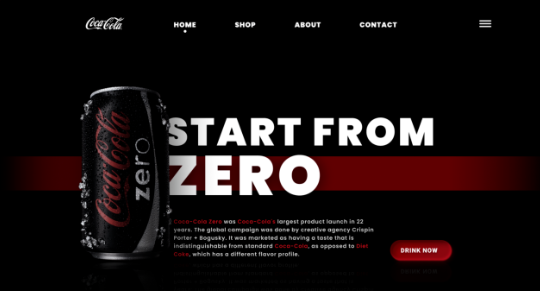 Coca-Cola
HOME
SHOP
ABOUT
CONTACT
Coca-Cola
zero
START FROM
ZERO
Coca-Cola Zero was Coca-Cola's largest product launch in 22
years. The global campaign was done by creative agency Crispin
Porter + Bogusky. It was marketed as having a taste that is
indistinguishable from standard Coca-Cola, as opposed to Diet
Coke, which has a different flavor profile.
DRINK NOW